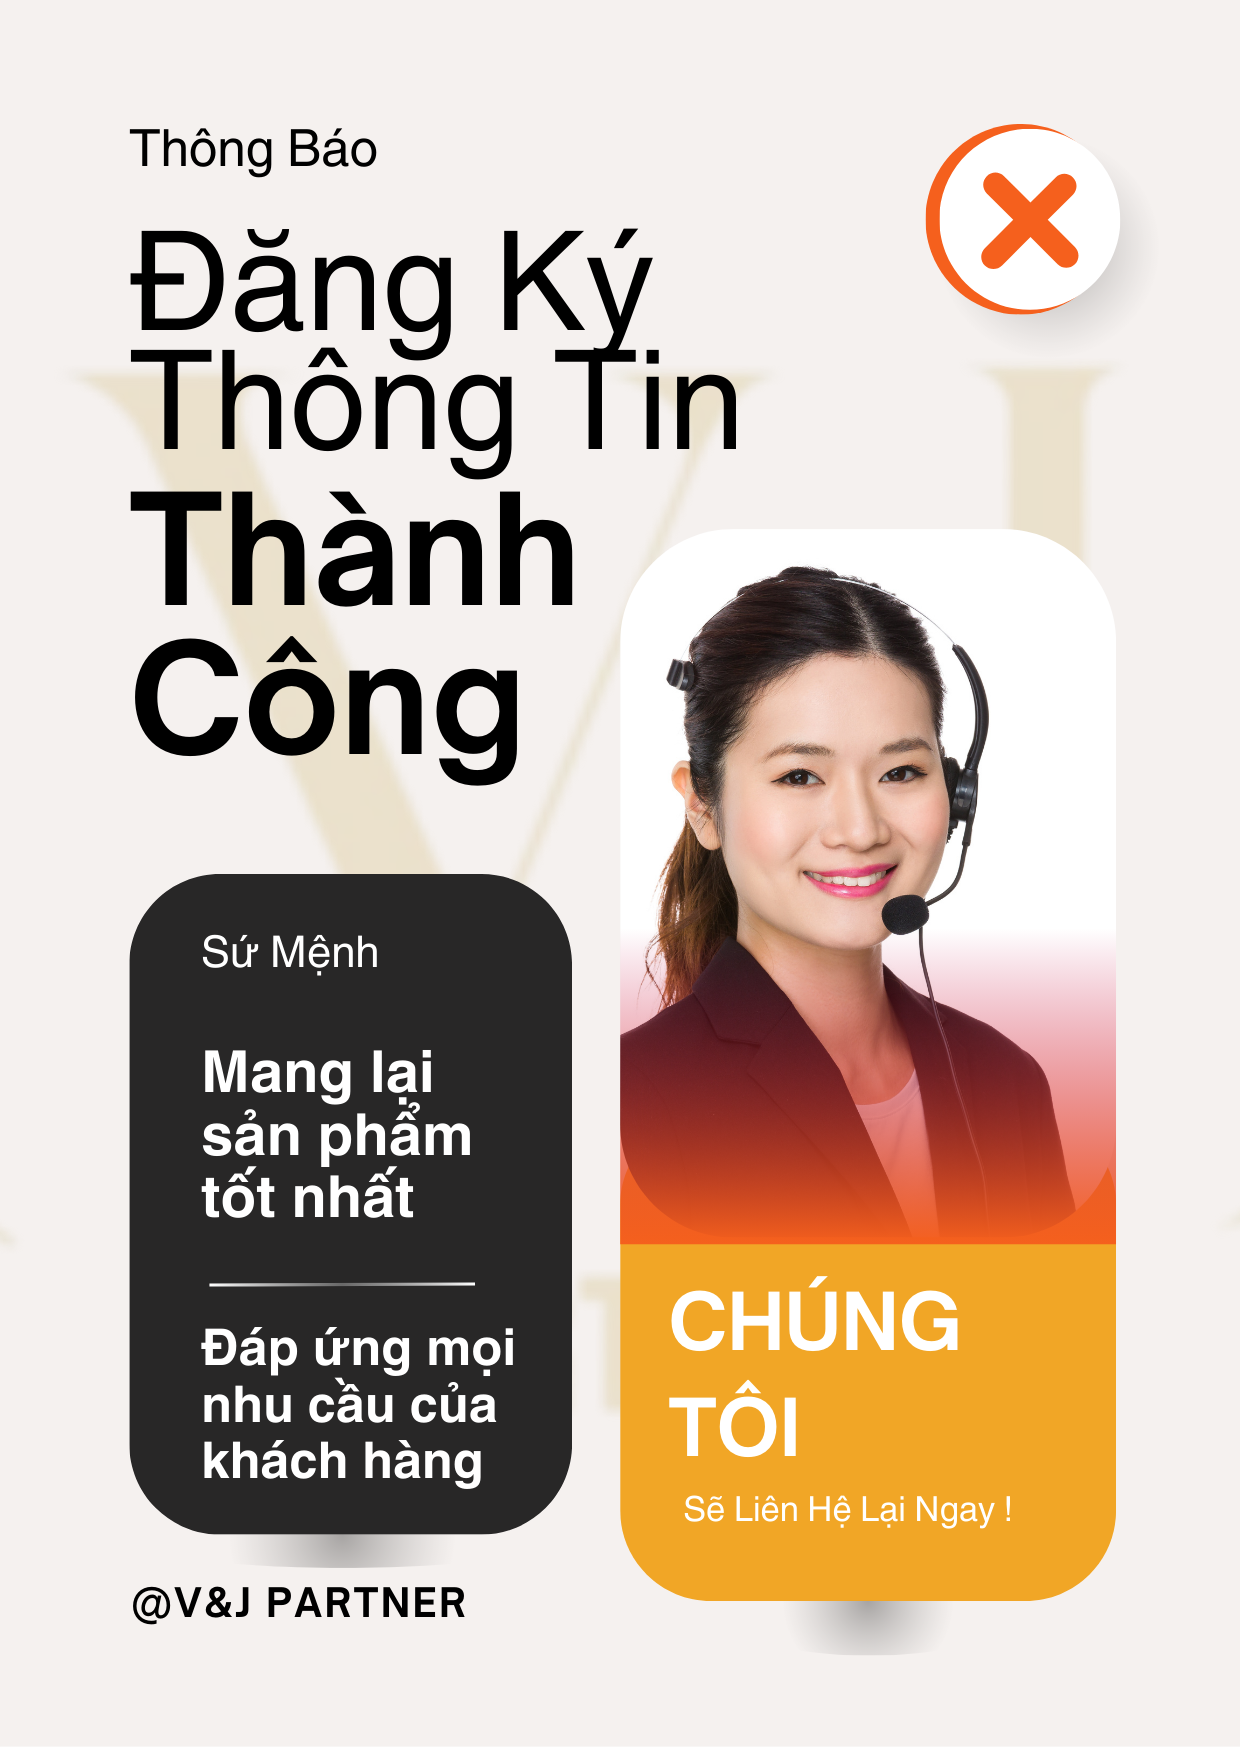 Thông Báo
Đăng Ký
Thông Tin
Thành
Công
Sứ Mệnh
Mang lại
sản phẩm
tốt nhất
Đáp ứng mọi
nhu cầu của
khách hàng
CHÚNG
TÔI
Sẽ Liên Hệ Lại Ngay !
@V&J PARTNER